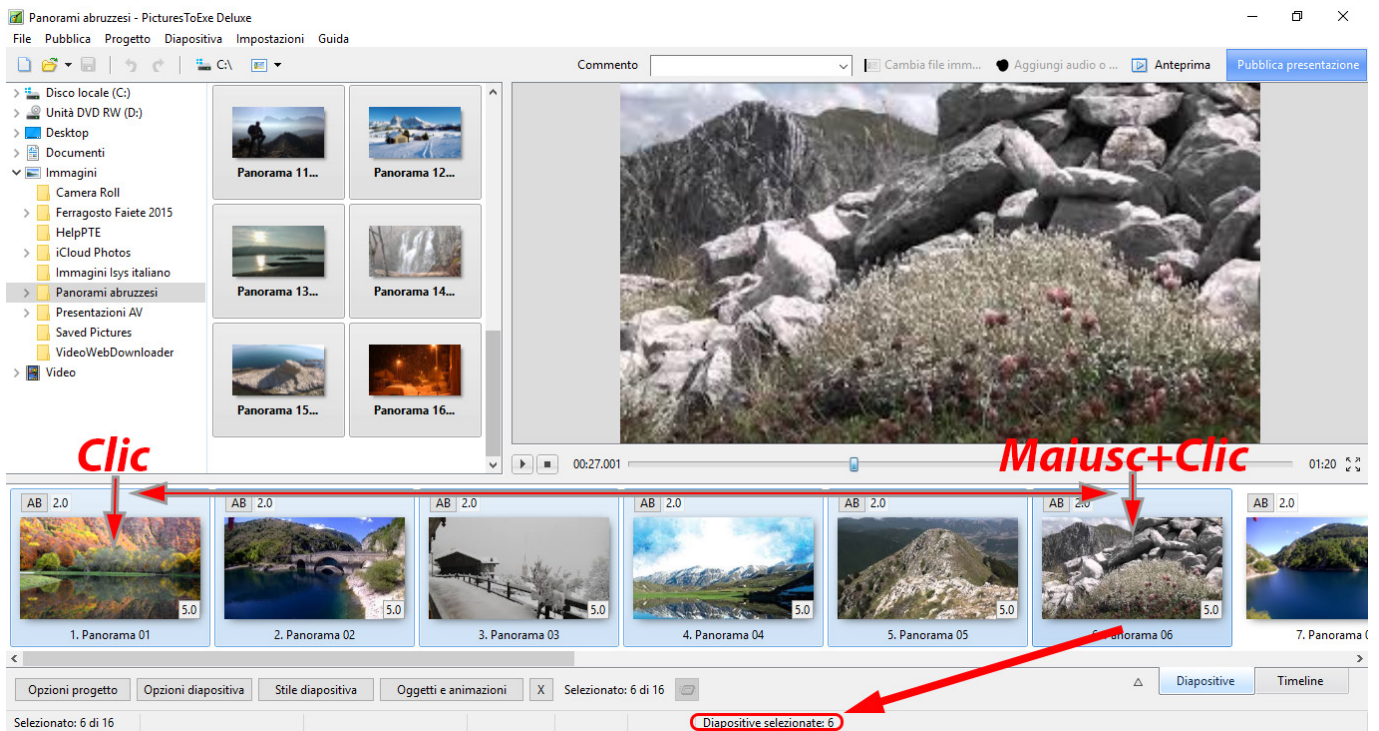 Panorami abruzzesi - PicturesToExe Deluxe
File Pubblica Progetto Diapositiva Impostazioni Guida
C:\ Commento Cambia file imm... Aggiungi audio o ... Anteprima Pubblica presentazione
Disco locale (C:)
Unità DVD RW (D:)
Desktop
Documenti
Immagini
Camera Roll
Ferragosto Faiete 2015
HelpPTE
iCloud Photos
Immagini Isys italiano
Panorami abruzzesi
Presentazioni AV
Saved Pictures
VideoWebDownloader
Video
Panorama 11... Panorama 12...
Panorama 13... Panorama 14...
Panorama 15... Panorama 16...
Clic Maiusc+Clic
00:27.001 01:20
AB 2.0 AB 2.0 AB 2.0 AB 2.0 AB 2.0 AB 2.0 AB 2.0
5.0 5.0 5.0 5.0 5.0 5.0
1. Panorama 01 2. Panorama 02 3. Panorama 03 4. Panorama 04 5. Panorama 05 6. Panorama 06 7. Panorama
Opzioni progetto Opzioni diapositiva Stile diapositiva Oggetti e animazioni X Selezionato: 6 di 16 Diapositive Timeline
Selezionato: 6 di 16 Diapositive selezionate: 6